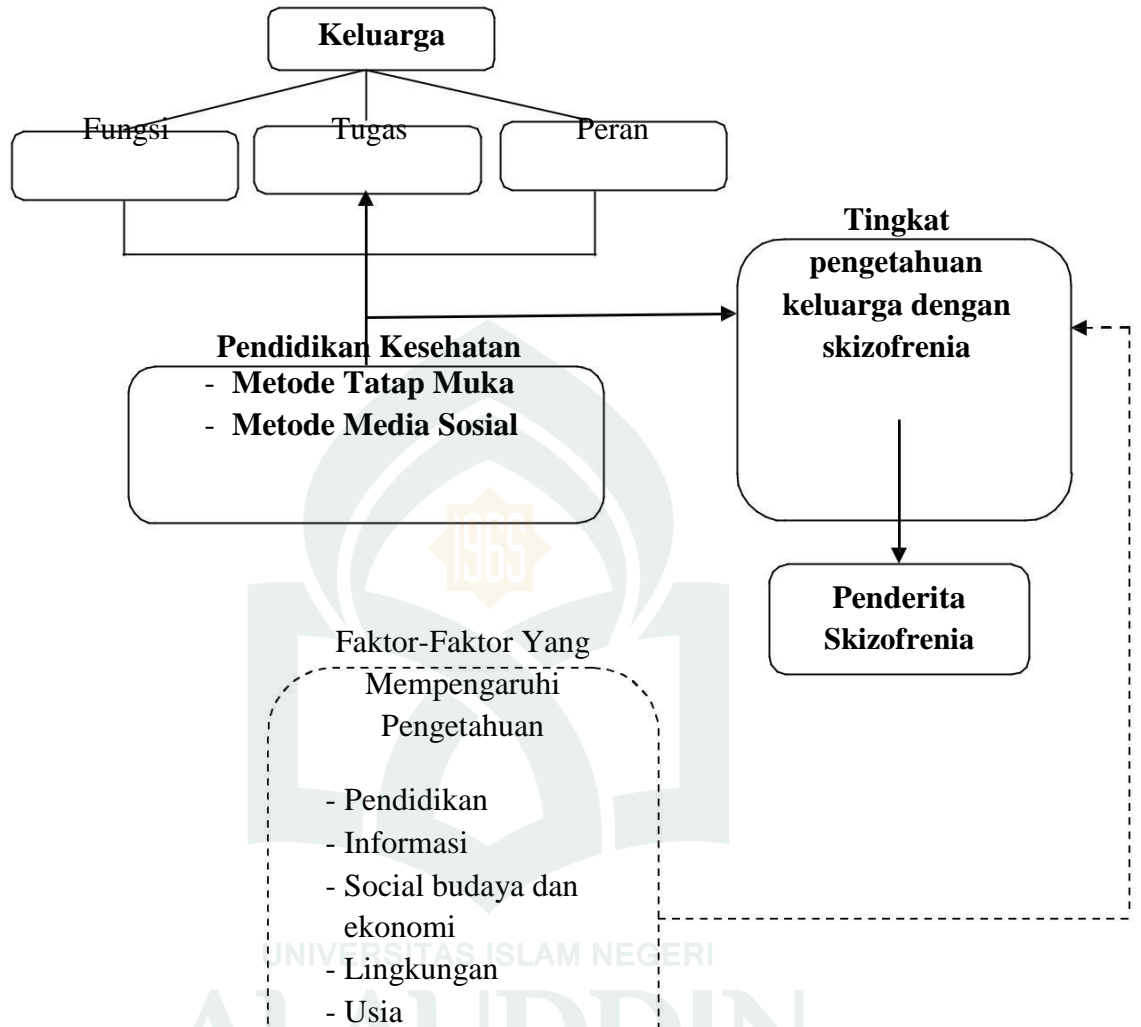 Keluarga
Fungsi
Tugas
Peran
Tingkat
pengetahuan
keluarga dengan
skizofrenia
Pendidikan Kesehatan
- Metode Tatap Muka
- Metode Media Sosial
1965
Penderita
Skizofrenia
Faktor-Faktor Yang
Mempengaruhi
Pengetahuan
- Pendidikan
- Informasi
- Social budaya dan
ekonomi
- Lingkungan
- Usia
UNIVERSITAS ISLAM NEGERI
ALAUDDIN